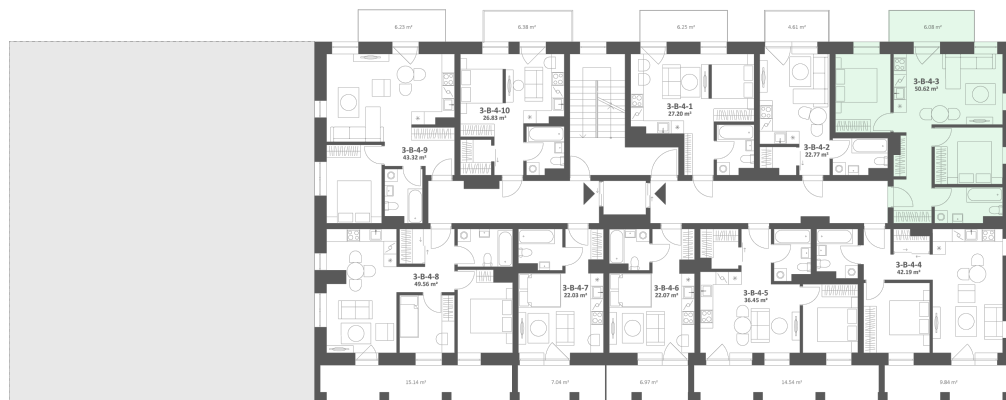 6.23 m²
6.38 m²
6.25 m²
4.61 m²
6.08 m²
3-B-4-3
50.62 m²
3-B-4-10
26.83 m²
3-B-4-1
27.20 m²
3-B-4-2
22.77 m²
3-B-4-9
43.32 m²
3-B-4-8
49.56 m²
3-B-4-7
22.03 m²
3-B-4-6
22.07 m²
3-B-4-5
36.45 m²
3-B-4-4
42.19 m²
15.14 m²
7.04 m²
6.97 m²
14.54 m²
9.84 m²